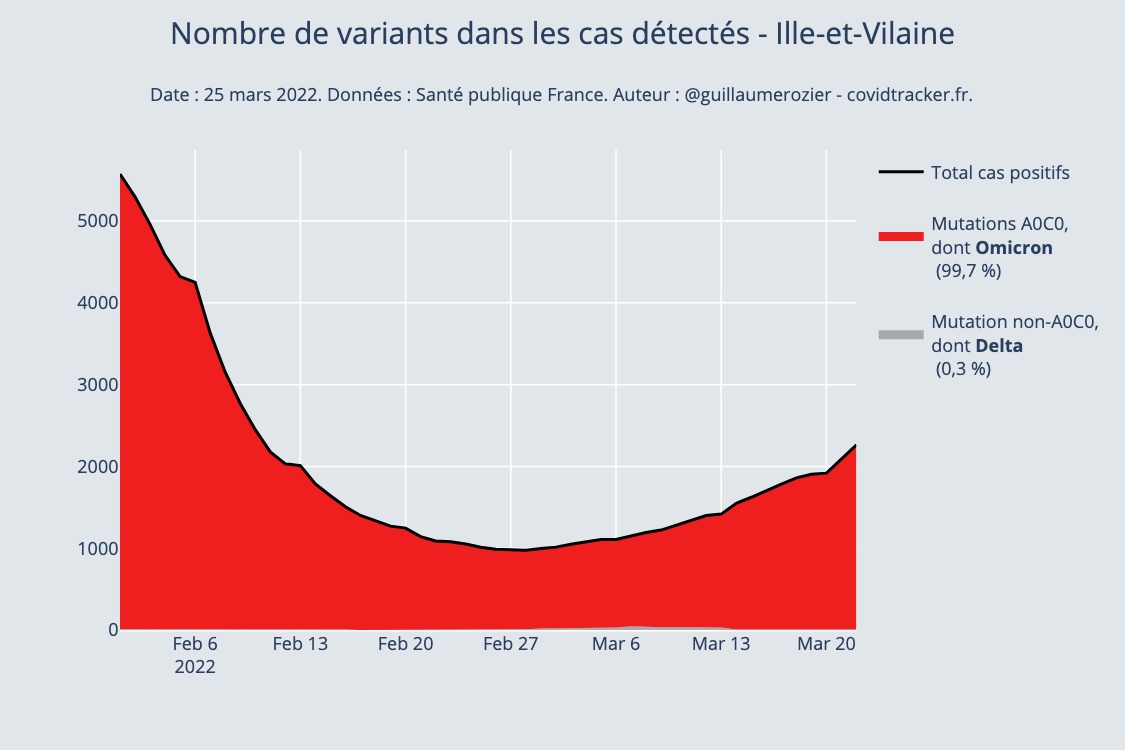 Nombre de variants dans les cas détectés - Ille-et-Vilaine
Date : 25 mars 2022. Données : Santé publique France. Auteur : @guillaumerozier - covidtracker.fr.
Total cas positifs
Mutations A0C0,
dont Omicron
(99,7 %)
Mutation non-A0C0,
dont Delta
(0,3 %)
5000
4000
3000
2000
1000
0
Feb 6 Feb 13 Feb 20 Feb 27 Mar 6 Mar 13 Mar 20
2022